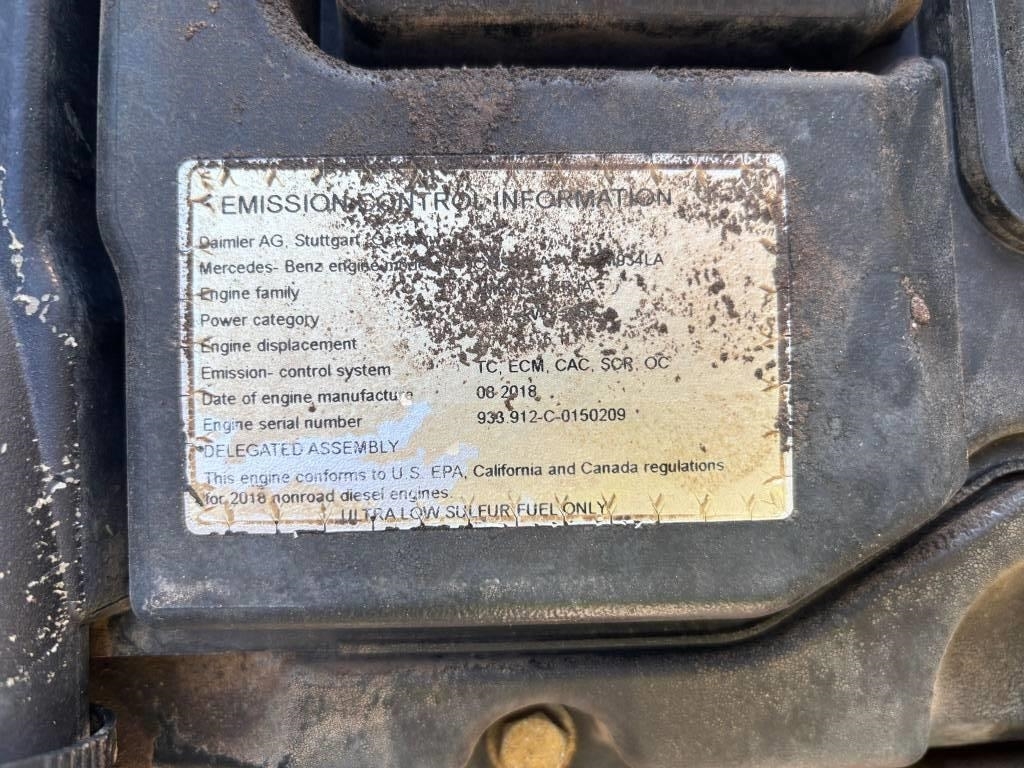 EMISSION CONTROL INFORMATION
Daimler AG, Stuttgart,
Mercedes- Benz engine
Engine family
Power category
Engine displacement
Emission- control system TC, ECM, CAC, SCR, OC
Date of engine manufacture 08 2018
Engine serial number 933.912-C-0150209
DELEGATED ASSEMBLY
This engine conforms to U.S. EPA, California and Canada regulations
for 2018 nonroad diesel engines.
ULTRA LOW SULFUR FUEL ONLY